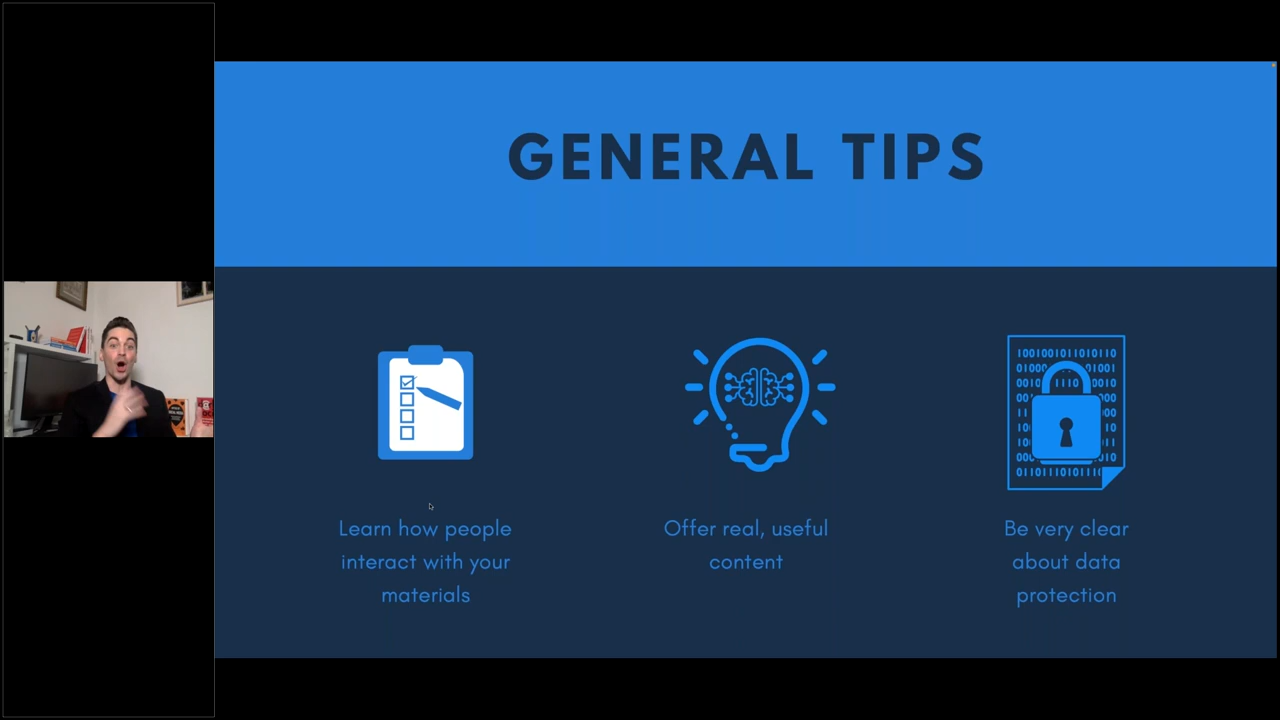 GENERAL TIPS
Learn how people
interact with your
materials
Offer real, useful
content
Be very clear
about data
protection